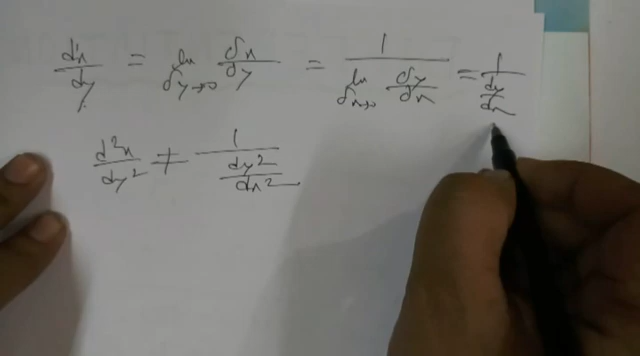 dx/dy = lim δy→0 δx/δy = 1/(lim δx→0 δy/δx) = 1/(dy/dx)
d²x/dy² ≠ 1/(dy²/dx²)